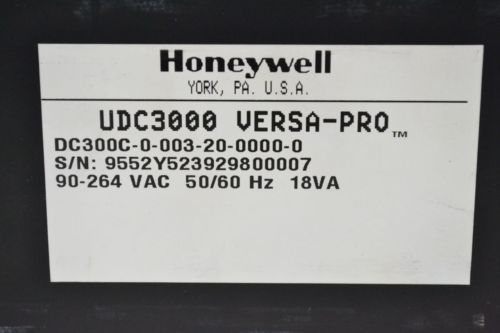 Honeywell
YORK, PA. U.S.A.
UDC3000 VERSA-PRO™
DC300C-0-003-20-0000-0
S/N: 9552Y523929800007
90-264 VAC 50/60 Hz 18VA